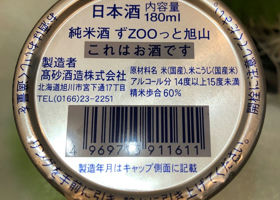 日本酒 内容量
180ml
純米酒 ずZOOっと旭山
これはお酒です
製造者
髙砂酒造株式会社
北海道旭川市宮下通17丁目
TEL(0166)23-2251
原材料名 米(国産)、米こうじ(国産米)
アルコール分 14度以上15度未満
精米歩合 60%
4 969715 911611
製造年月はキャップ側面に記載